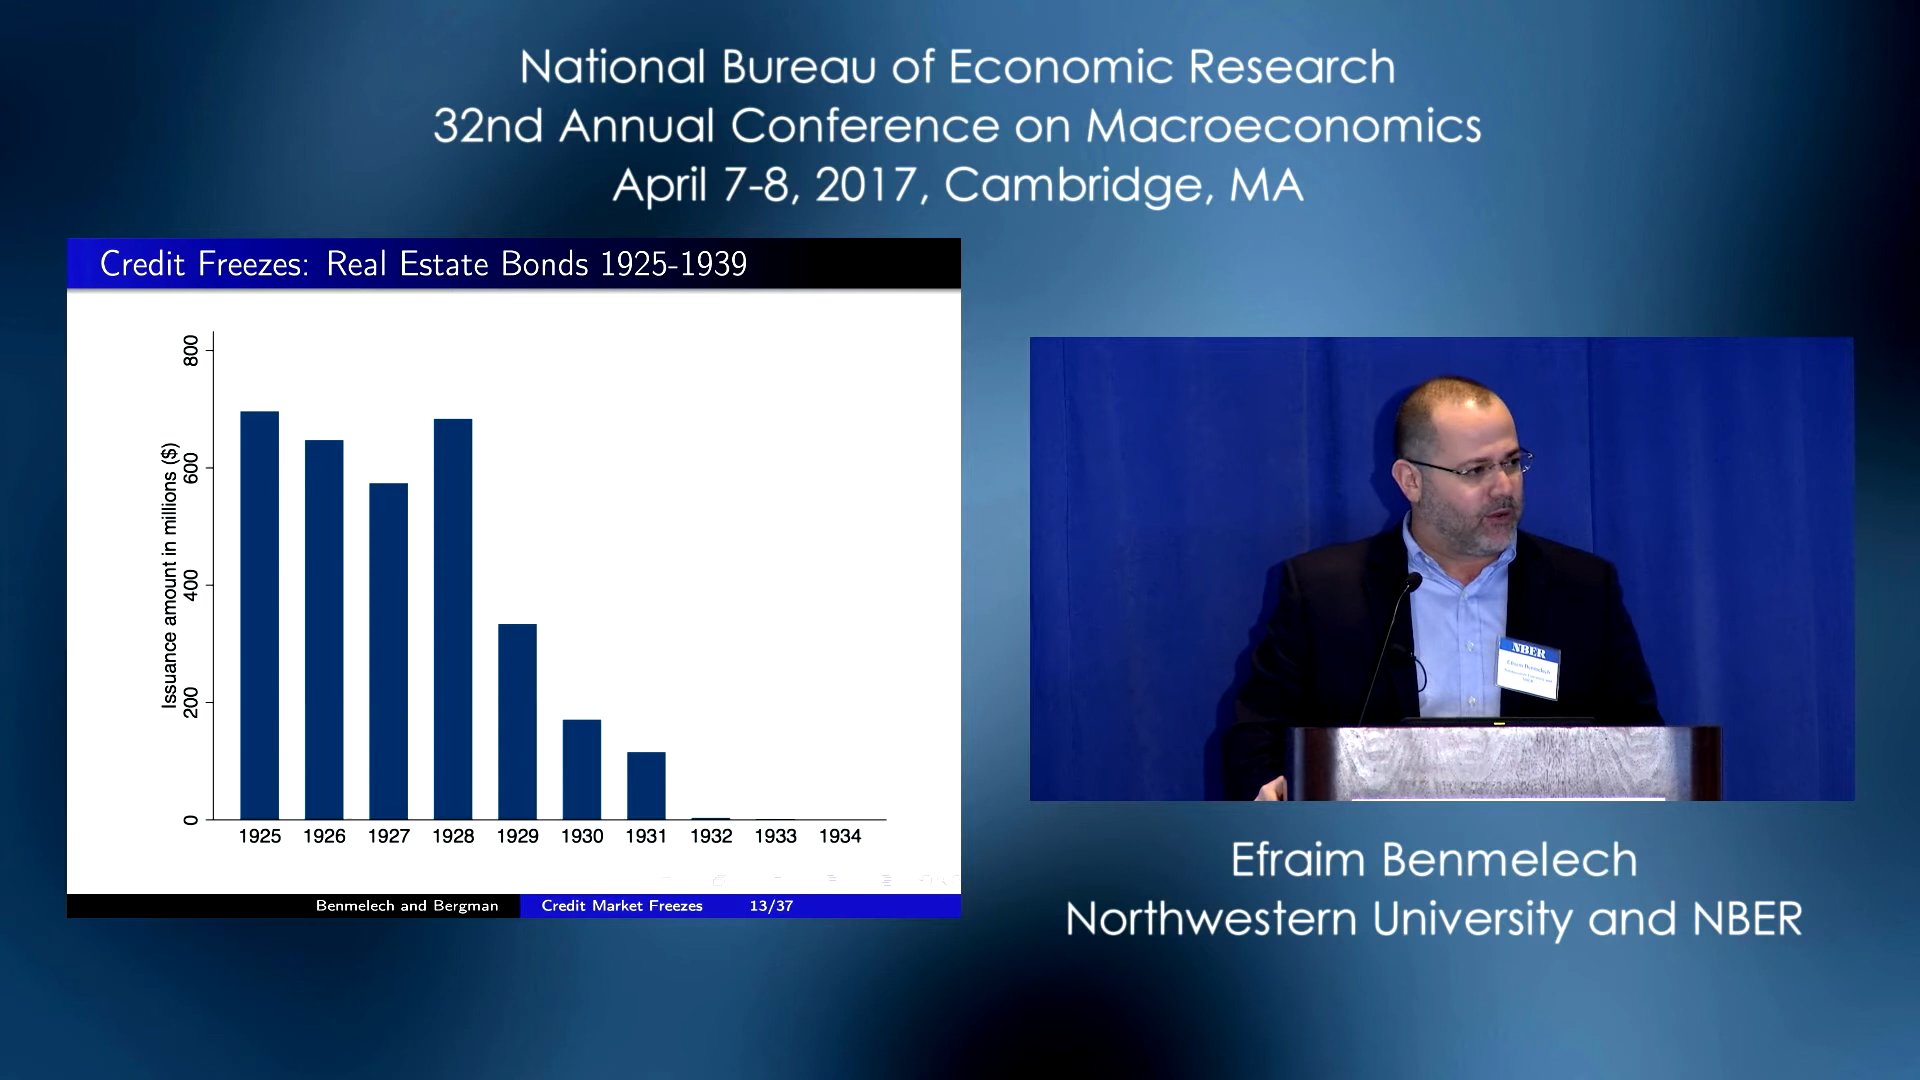 National Bureau of Economic Research
32nd Annual Conference on Macroeconomics
April 7-8, 2017, Cambridge, MA
Credit Freezes: Real Estate Bonds 1925-1939
Issuance amount in millions ($)
800
600
400
200
0
1925 1926 1927 1928 1929 1930 1931 1932 1933 1934
Benmelech and Bergman Credit Market Freezes 13/37
NBER
Efraim Benmelech
Efraim Benmelech
Northwestern University and NBER